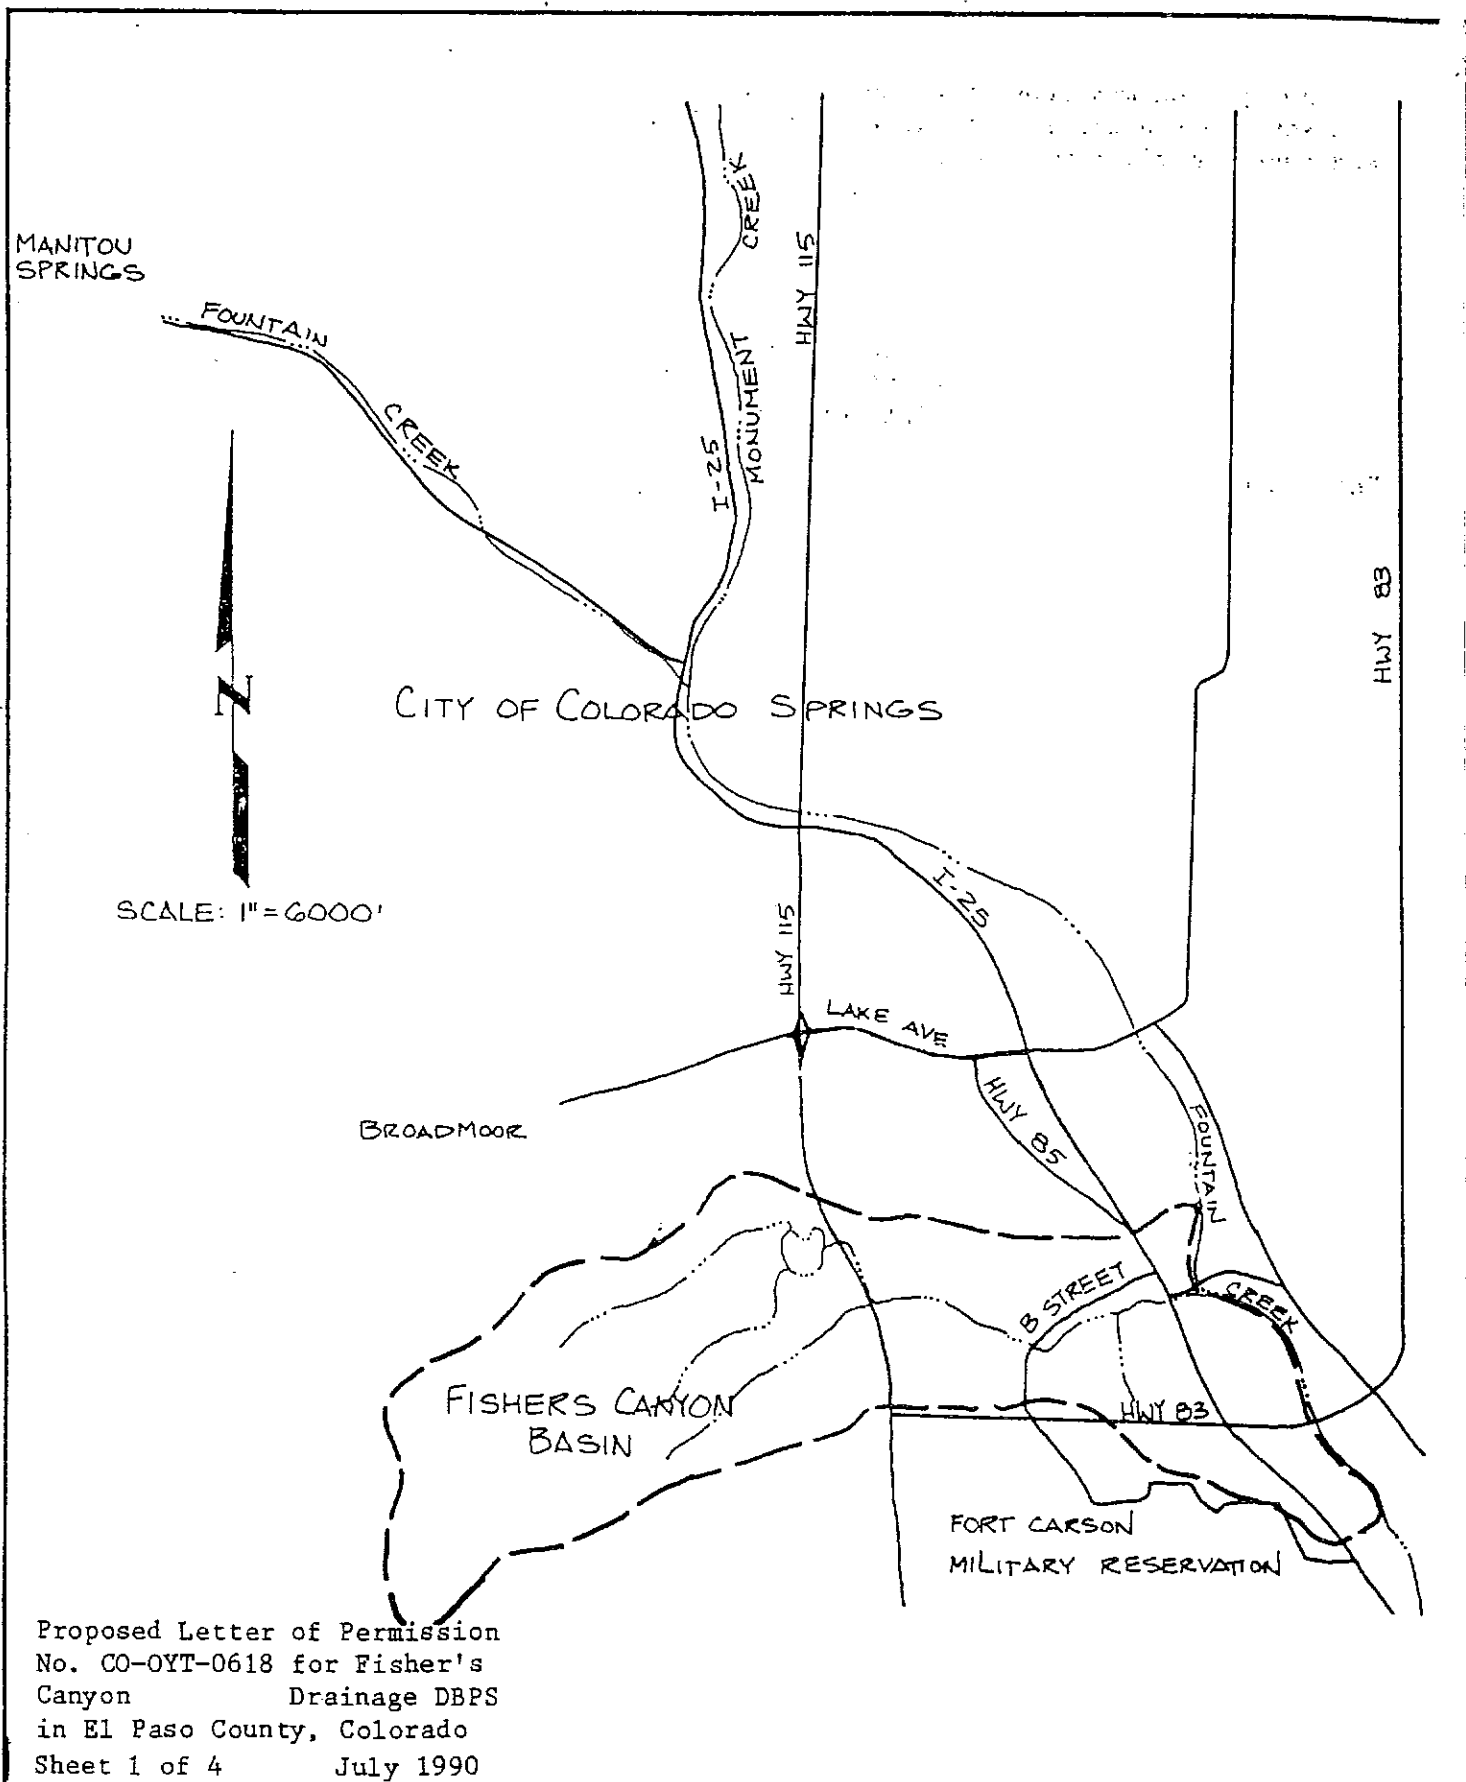 MANITOU
SPRINGS
FOUNTAIN
CREEK
CREEK
MONUMENT
I-25
HWY 115
HWY 83
N
CITY OF COLORADO SPRINGS
SCALE: 1"=6000'
I-25
HWY 115
LAKE AVE
HWY 85
BROADMOOR
FOUNTAIN
CREEK
B STREET
FISHERS CANYON
BASIN
HWY 83
FORT CARSON
MILITARY RESERVATION
Proposed Letter of Permission
No. CO-OYT-0618 for Fisher's
Canyon Drainage DBPS
in El Paso County, Colorado
Sheet 1 of 4 July 1990